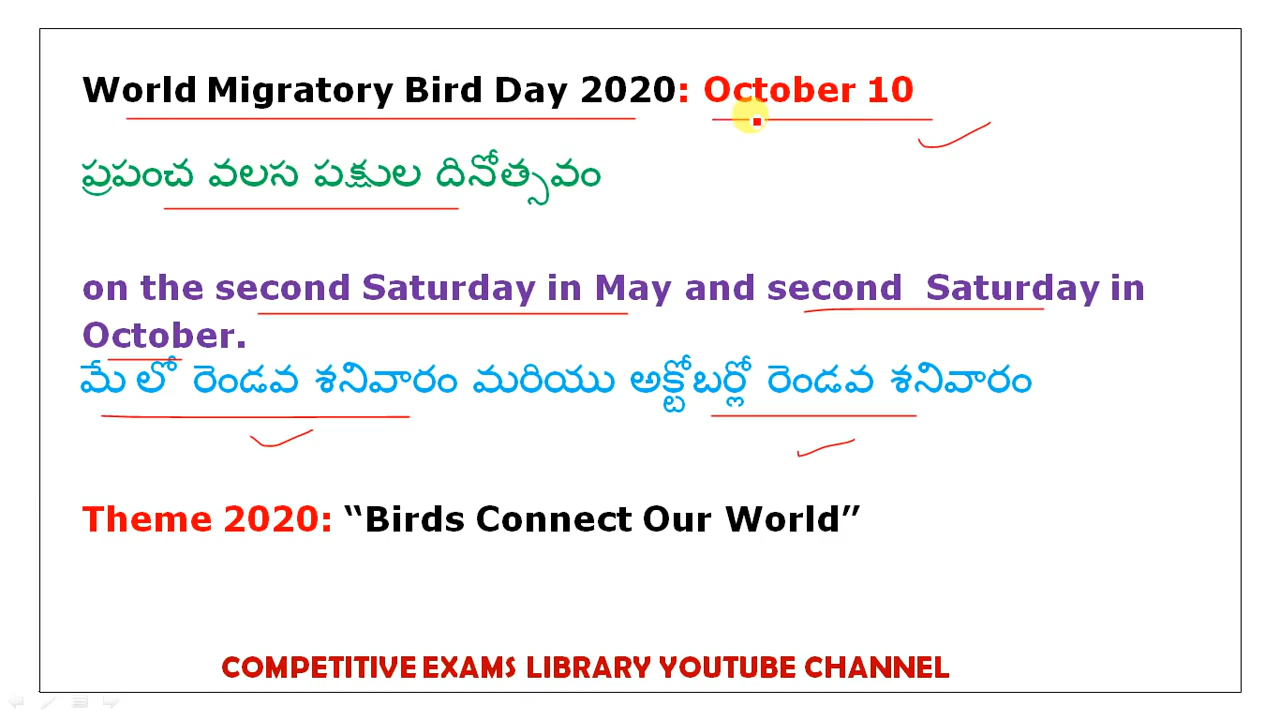 World Migratory Bird Day 2020: October 10
ప్రపంచ వలస పక్షుల దినోత్సవం
on the second Saturday in May and second  Saturday in
October.
మే లో రెండవ శనివారం మరియు అక్టోబర్లో రెండవ శనివారం
Theme 2020: “Birds Connect Our World”
COMPETITIVE EXAMS LIBRARY YOUTUBE CHANNEL